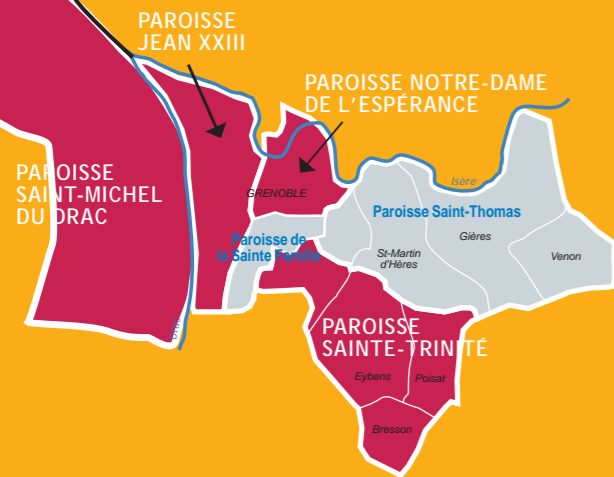 PAROISSE
JEAN XXIII
PAROISSE NOTRE-DAME
DE L'ESPÉRANCE
PAROISSE
SAINT-MICHEL
DU DRAC
GRENOBLE
Isère
Paroisse Saint-Thomas
Paroisse de
la Sainte Famille
Gières
St-Martin
d'Hères
Venon
Drac
PAROISSE
SAINTE-TRINITÉ
Eybens
Poisat
Bresson